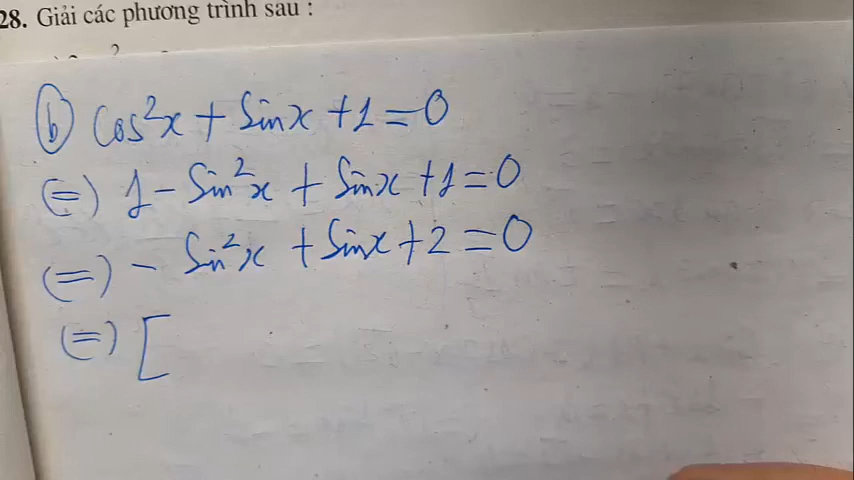 28. Giải các phương trình sau :
b cos²x + sinx + 1 = 0
(=) 1 - sin²x + sinx + 1 = 0
(=) - sin²x + sinx + 2 = 0
(=) [